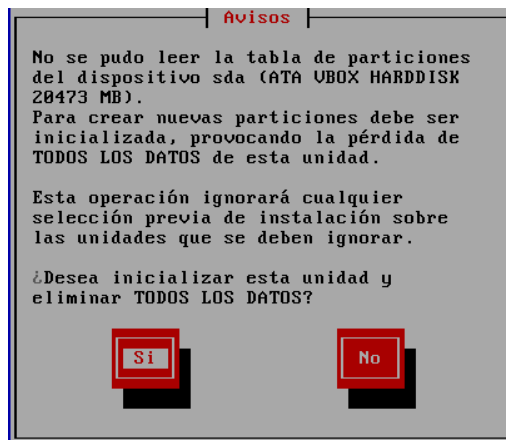 Avisos
No se pudo leer la tabla de particiones
del dispositivo sda (ATA VBOX HARDDISK
20473 MB).
Para crear nuevas particiones debe ser
inicializada, provocando la pérdida de
TODOS LOS DATOS de esta unidad.
Esta operación ignorará cualquier
selección previa de instalación sobre
las unidades que se deben ignorar.
¿Desea inicializar esta unidad y
eliminar TODOS LOS DATOS?
Si No